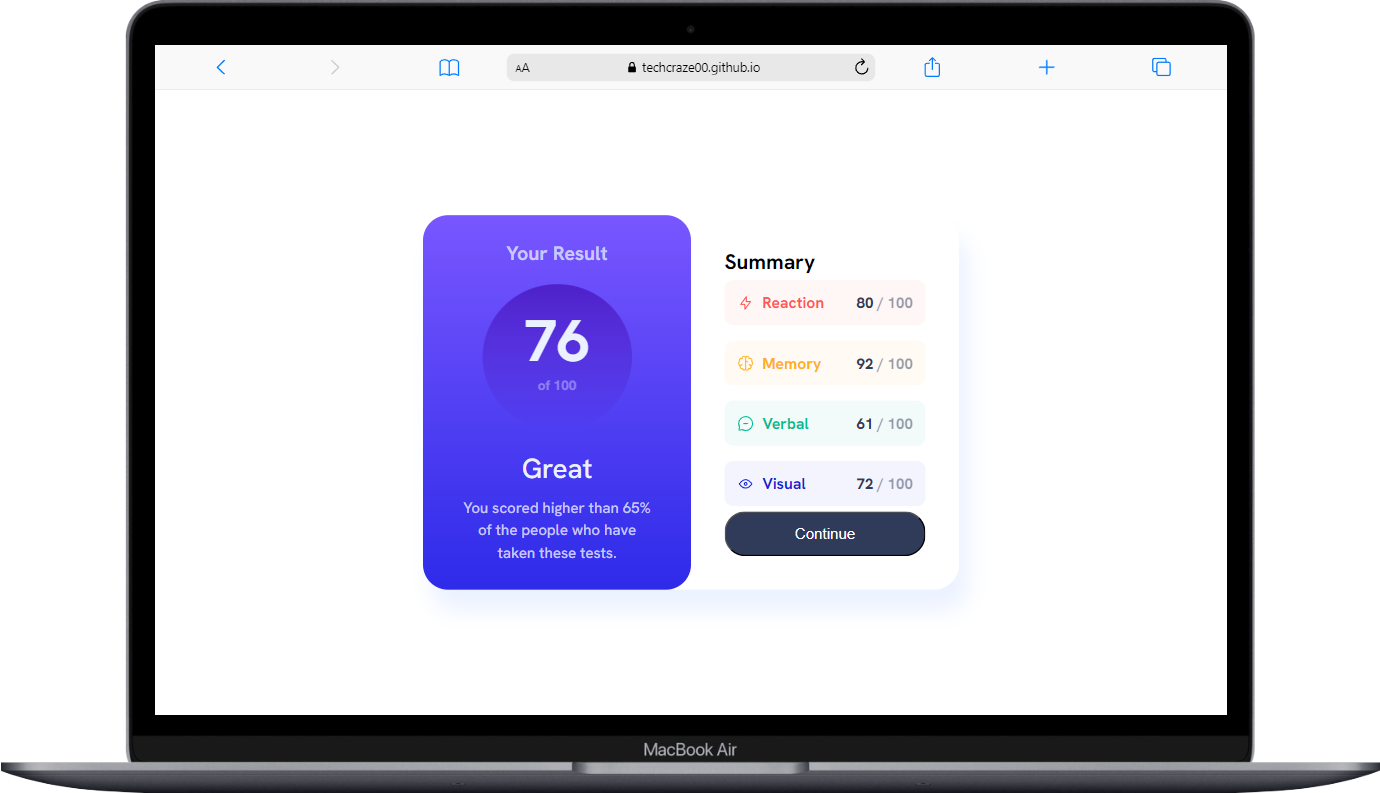 AA techcraze00.github.io
Your Result
76
of 100
Great
You scored higher than 65%
of the people who have
taken these tests.
Summary
Reaction 80 / 100
Memory 92 / 100
Verbal 61 / 100
Visual 72 / 100
Continue
MacBook Air